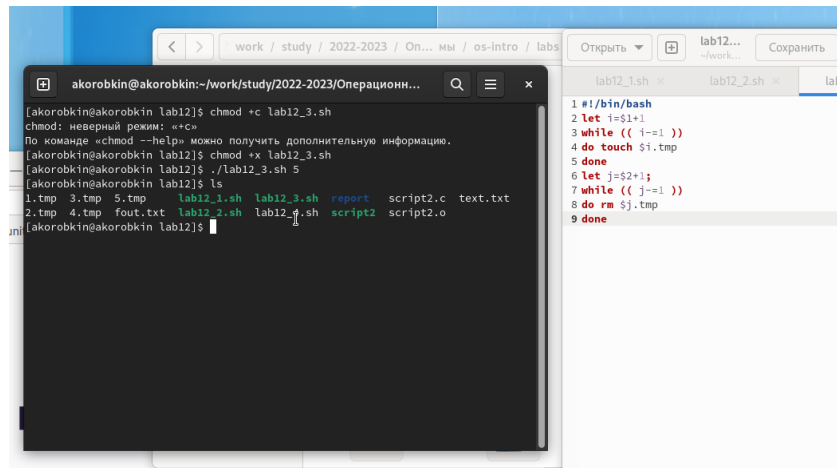 work / study / 2022-2023 / Оп... мы / os-intro / labs
Открыть
lab12...
~/work...
Сохранить
akorobkin@akorobkin:~/work/study/2022-2023/Операционн...
[akorobkin@akorobkin lab12]$ chmod +c lab12_3.sh
chmod: неверный режим: «+c»
По команде «chmod --help» можно получить дополнительную информацию.
[akorobkin@akorobkin lab12]$ chmod +x lab12_3.sh
[akorobkin@akorobkin lab12]$ ./lab12_3.sh 5
[akorobkin@akorobkin lab12]$ ls
1.tmp 3.tmp 5.tmp lab12_1.sh lab12_3.sh report script2.c text.txt
2.tmp 4.tmp fout.txt lab12_2.sh script2 script2.o
[akorobkin@akorobkin lab12]$
lab12_1.sh
lab12_2.sh
1 #!/bin/bash
2 let i=$1+1
3 while (( i-=1 ))
4 do touch $i.tmp
5 done
6 let j=$2+1;
7 while (( j-=1 ))
8 do rm $j.tmp
9 done